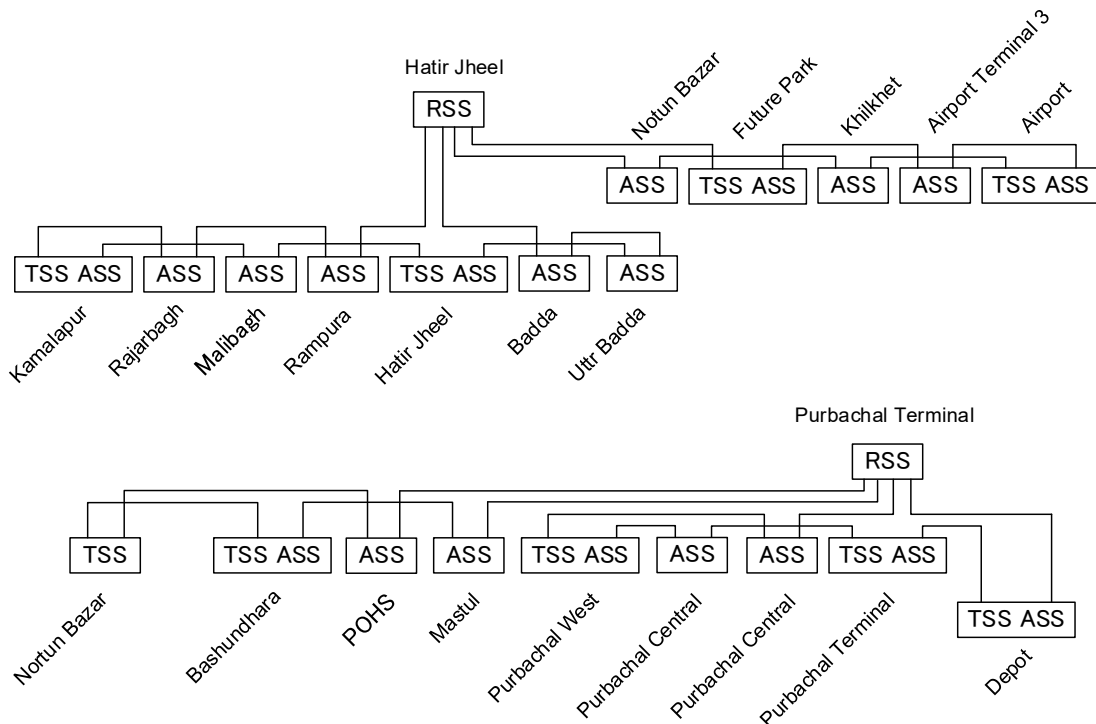 Hatir Jheel
RSS
Notun Bazar
Future Park
Khilkhet
Airport Terminal 3
Airport
ASS
TSS ASS
ASS
ASS
TSS ASS
TSS ASS
ASS
ASS
ASS
TSS ASS
ASS
ASS
Kamalapur
Rajarbagh
Malibagh
Rampura
Hatir Jheel
Badda
Uttr Badda
Purbachal Terminal
RSS
TSS
TSS ASS
ASS
ASS
TSS ASS
ASS
ASS
TSS ASS
TSS ASS
Nortun Bazar
Bashundhara
POHS
Mastul
Purbachal West
Purbachal Central
Purbachal Central
Purbachal Terminal
Depot